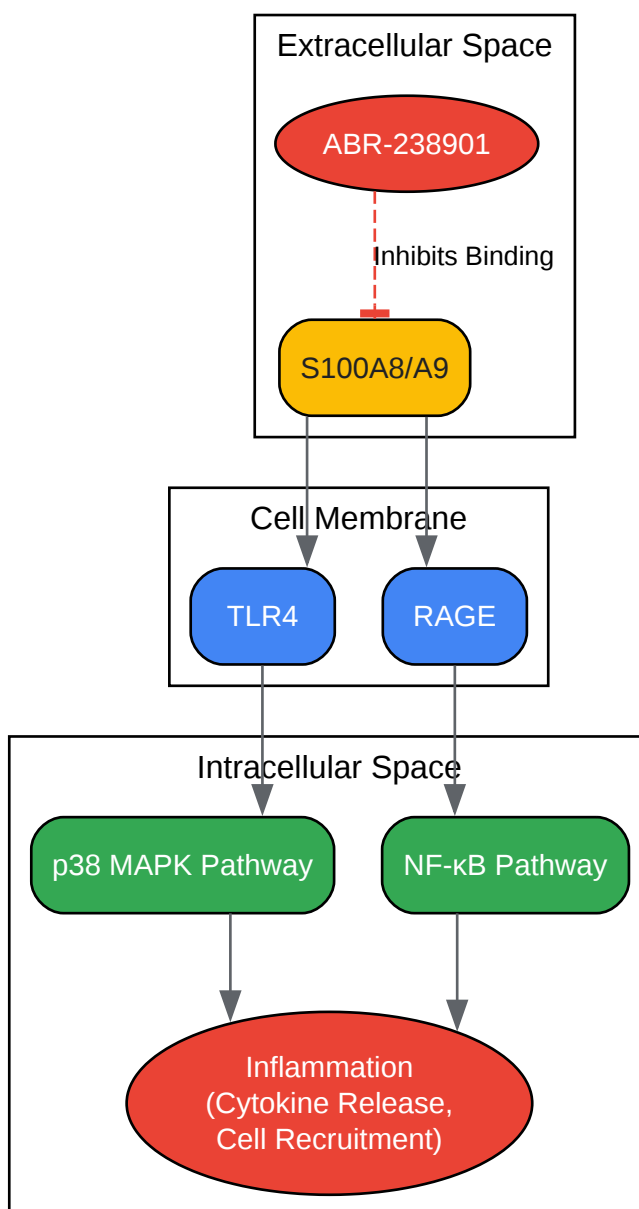 Extracellular Space
ABR-238901
Inhibits Binding
S100A8/A9
Cell Membrane
TLR4
RAGE
Intracellular Space
p38 MAPK Pathway
NF-κB Pathway
Inflammation
(Cytokine Release,
Cell Recruitment)